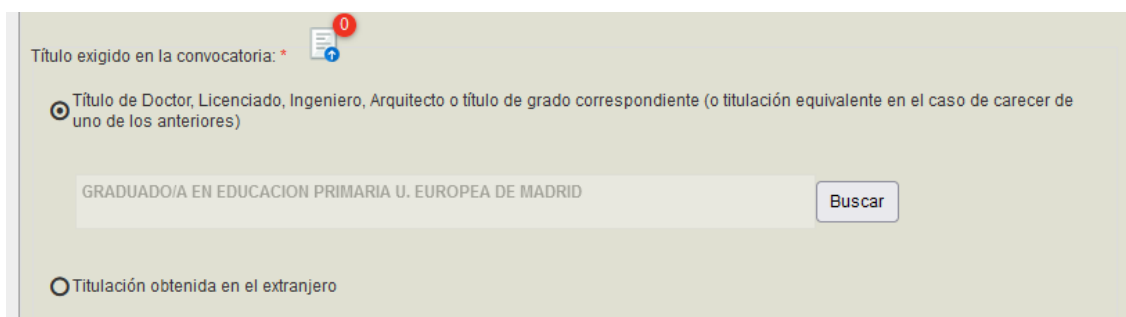 0
Título exigido en la convocatoria: *
Título de Doctor, Licenciado, Ingeniero, Arquitecto o título de grado correspondiente (o titulación equivalente en el caso de carecer de
uno de los anteriores)
GRADUADO/A EN EDUCACION PRIMARIA U. EUROPEA DE MADRID
Buscar
Titulación obtenida en el extranjero